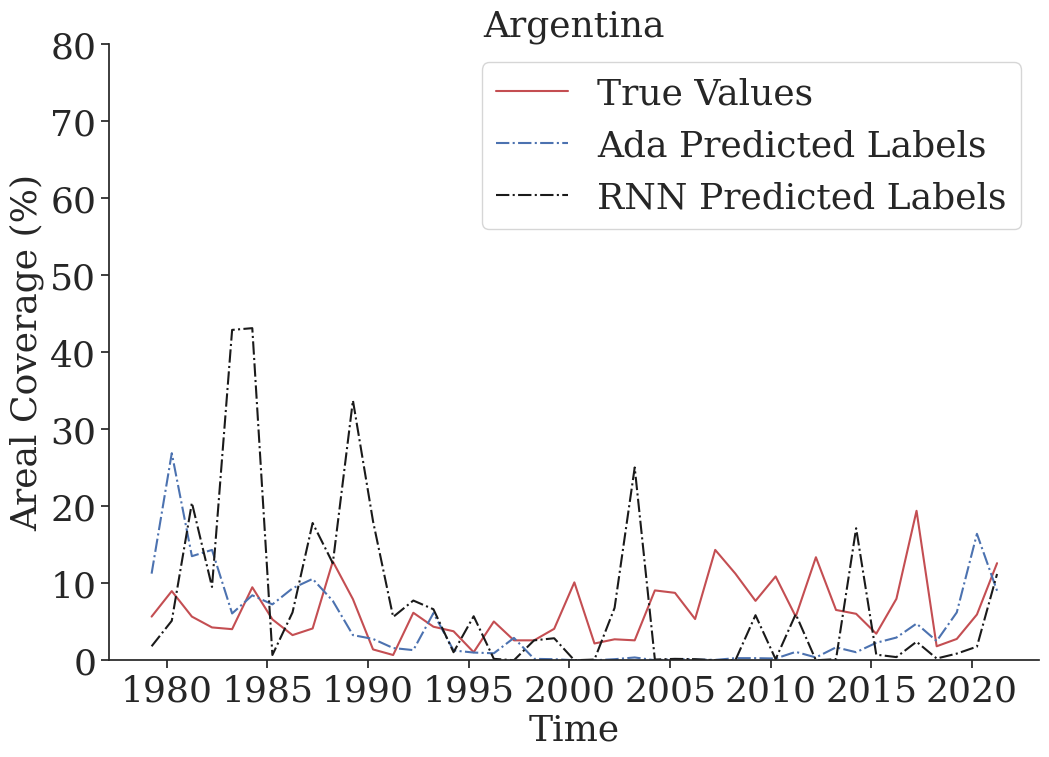 Argentina
True Values
Ada Predicted Labels
RNN Predicted Labels
Areal Coverage (%)
80
70
60
50
40
30
20
10
0
1980 1985 1990 1995 2000 2005 2010 2015 2020
Time